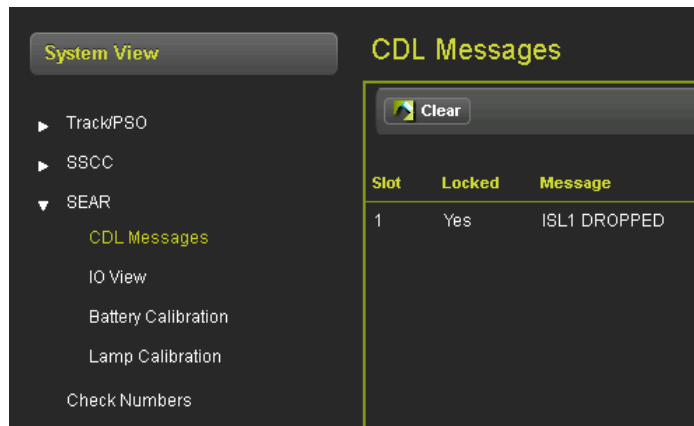 System View
Track/PSO
SSCC
SEAR
CDL Messages
IO View
Battery Calibration
Lamp Calibration
Check Numbers
CDL Messages
Clear
Slot Locked Message
1 Yes ISL1 DROPPED